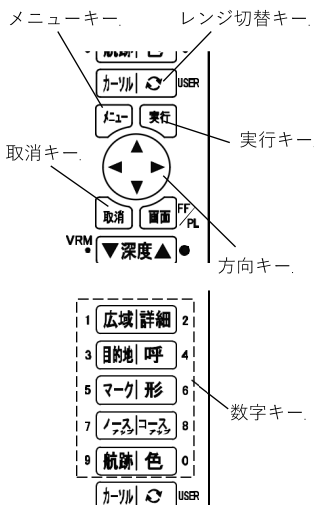 メニューキー. レンジ切替キー.
航跡 色
カーソル USER
メニュー 実行
実行キー.
取消キー.
取消 画面 FF/PL
方向キー.
VRM ▼深度▲
1 広域 詳細 2
3 目的地 呼 4
5 マーク 形 6
数字キー.
7 ノースアップ コースアップ 8
9 航跡 色 0
カーソル USER